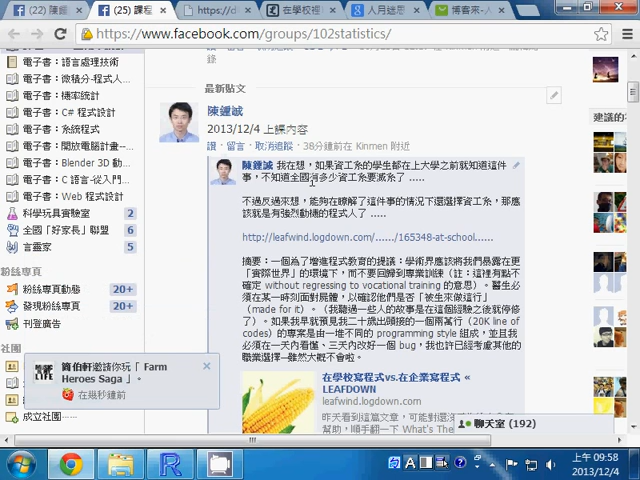 (22) 陳鍾
(25) 課程
https://d
在學校裡
人月迷思
博客來-人
https://www.facebook.com/groups/102statistics/
電子書：語言處理技術
電子書：微積分-程式人...
電子書：機率統計
電子書：C# 程式設計
電子書：系統程式
電子書：開放電腦計畫--...
電子書：Blender 3D 動...
電子書：C 語言-從入門...
電子書：Web 程式設計
科學玩具實驗室 2
全國「好家長」聯盟 6
言靈家 5
粉絲專頁
粉絲專頁動態 20+
發現粉絲專頁 20+
刊登廣告
社團
成立社團......
簡伯軒邀請你玩「 Farm
Heroes Saga 」。
在幾秒鐘前
最新貼文
陳鍾誠
2013/12/4 上課內容
讚 · 留言 · 取消追蹤 · 38分鐘前在 Kinmen 附近
陳鍾誠 我在想，如果資工系的學生都在上大學之前就知道這件
事，不知道全國有多少資工系要滅系了 .....
不過反過來想，能夠在瞭解了這件事的情況下還選擇資工系，那應
該就是有強烈動機的程式人了 .....
http://leafwind.logdown.com/....../165348-at-school......
摘要：一個為了增進程式教育的提議：學術界應該將我們暴露在更
「實際世界」的環境下，而不要回歸到專業訓練（註：這裡有點不
確定 without regressing to vocational training 的意思）。醫生必
須在某一時刻面對屍體，以確認他們是否「被生來做這行」
（made for it）。（我聽過一些人的故事是在這個經驗之後就停修
了）。如果我早就預見我二十歲出頭接的一個兩萬行（20K line of
codes) 的專案是由一堆不同的 programming style 組成，並且我
必須在一天內看懂、三天內改好一個 bug，我也許已經考慮其他的
職業選擇─雖然大概不會啦。
在學校寫程式vs.在企業寫程式 «
LEAFDOWN
leafwind.logdown.com
昨天看到這篇文章，可能對還
幫助，順手翻一下 What's The
建議的
聊天室 (192)
上午 09:58
2013/12/4